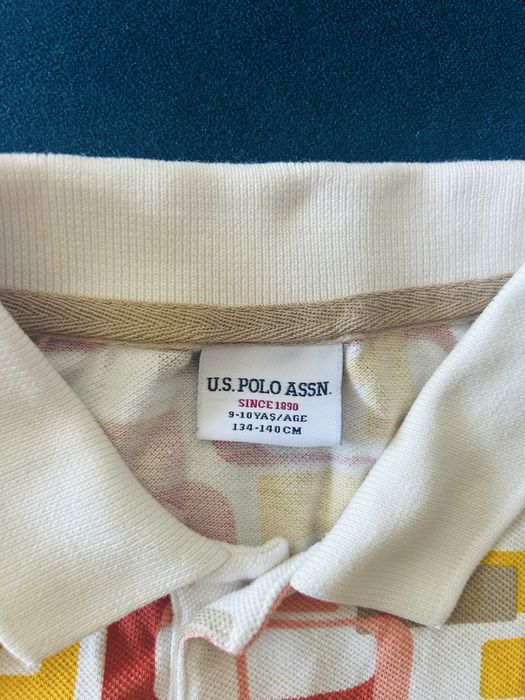 U.S. POLO ASSN.
SINCE 1890
9-10 YAŞ/AGE
134-140 CM